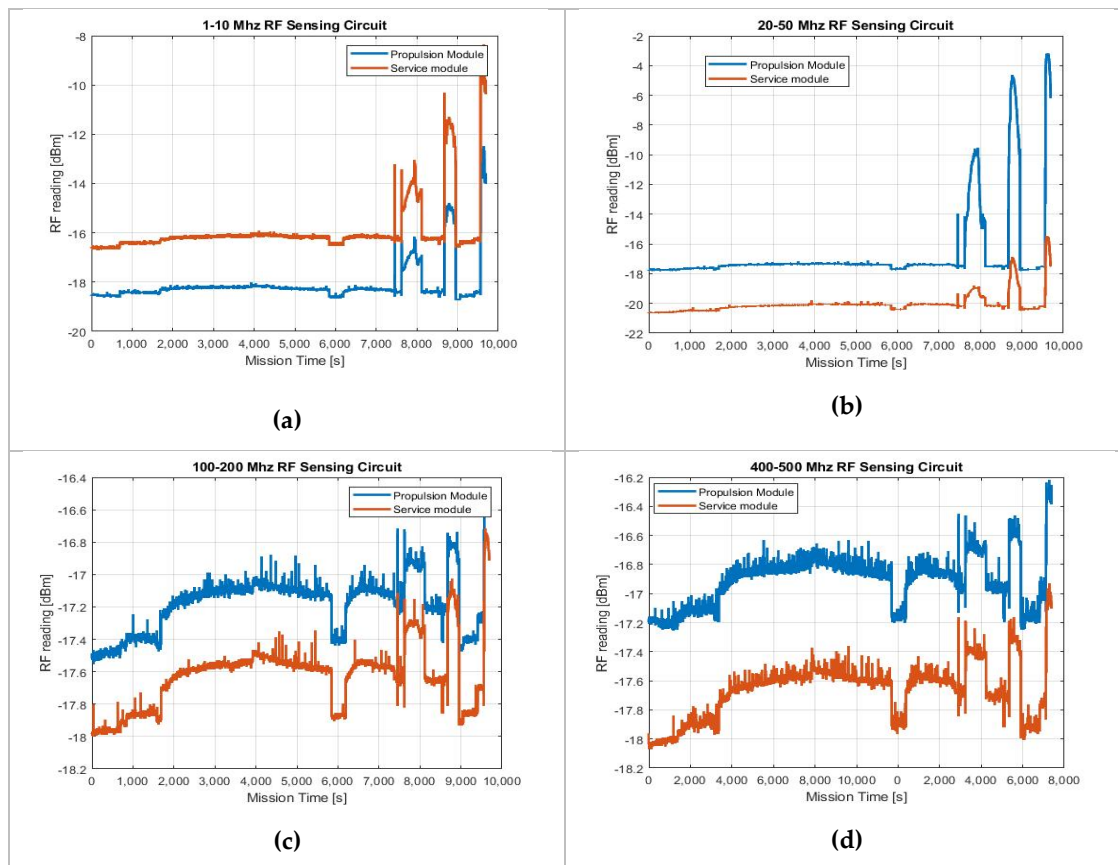 1-10 Mhz RF Sensing Circuit
Propulsion Module
Service module
RF reading [dBm]
-8
-10
-12
-14
-16
-18
-20
0 1,000 2,000 3,000 4,000 5,000 6,000 7,000 8,000 9,000 10,000
Mission Time [s]
(a)
20-50 Mhz RF Sensing Circuit
Propulsion Module
Service module
RF reading [dBm]
-2
-4
-6
-8
-10
-12
-14
-16
-18
-20
-22
0 1,000 2,000 3,000 4,000 5,000 6,000 7,000 8,000 9,000 10,000
Mission Time [s]
(b)
100-200 Mhz RF Sensing Circuit
Propulsion Module
Service module
RF reading [dBm]
-16.4
-16.6
-16.8
-17
-17.2
-17.4
-17.6
-17.8
-18
-18.2
0 1,000 2,000 3,000 4,000 5,000 6,000 7,000 8,000 9,000 10,000
Mission Time [s]
(c)
400-500 Mhz RF Sensing Circuit
Propulsion Module
Service module
RF reading [dBm]
-16.2
-16.4
-16.6
-16.8
-17
-17.2
-17.4
-17.6
-17.8
-18
-18.2
0 2,000 4,000 6,000 8,000 10,000 0 2,000 4,000 6,000 8,000
Mission Time [s]
(d)